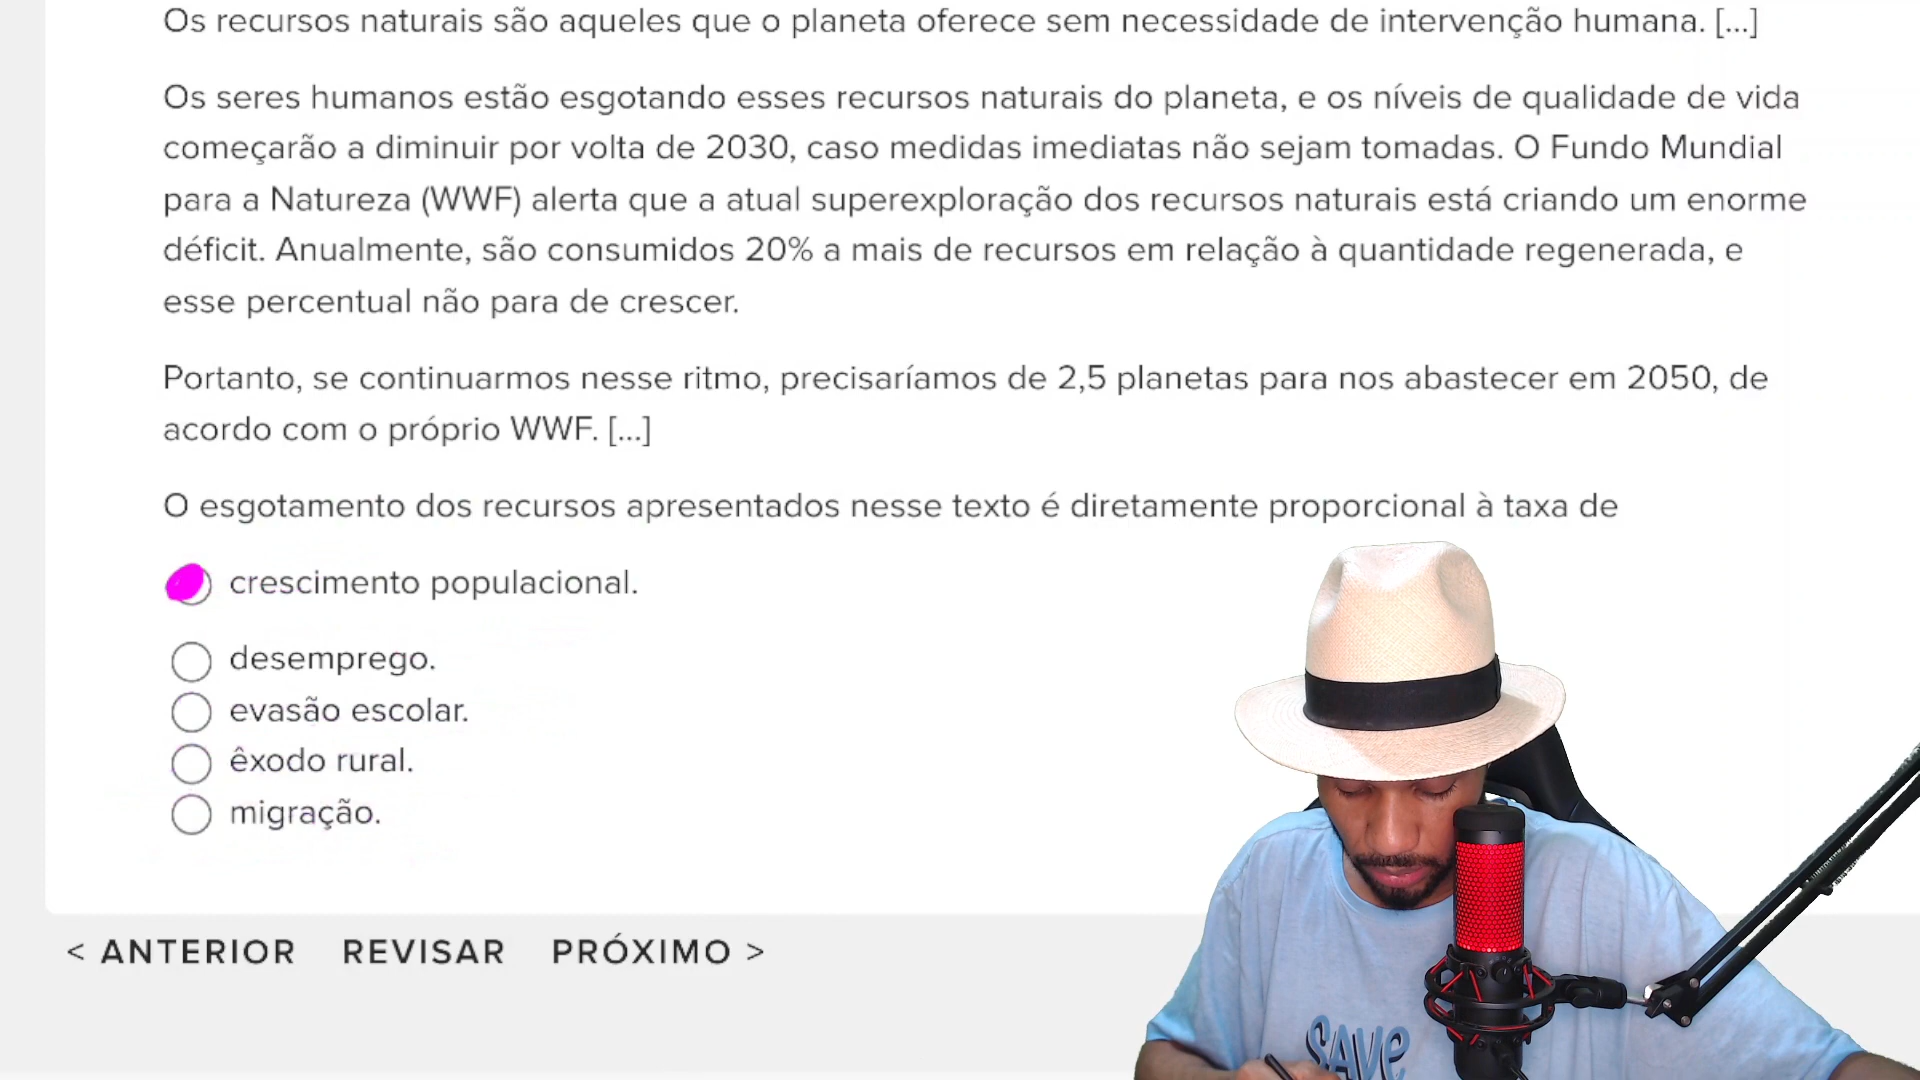 Os recursos naturais são aqueles que o planeta oferece sem necessidade de intervenção humana. [...]
Os seres humanos estão esgotando esses recursos naturais do planeta, e os níveis de qualidade de vida
começarão a diminuir por volta de 2030, caso medidas imediatas não sejam tomadas. O Fundo Mundial
para a Natureza (WWF) alerta que a atual superexploração dos recursos naturais está criando um enorme
déficit. Anualmente, são consumidos 20% a mais de recursos em relação à quantidade regenerada, e
esse percentual não para de crescer.
Portanto, se continuarmos nesse ritmo, precisaríamos de 2,5 planetas para nos abastecer em 2050, de
acordo com o próprio WWF. [...]
O esgotamento dos recursos apresentados nesse texto é diretamente proporcional à taxa de
crescimento populacional.
desemprego.
evasão escolar.
êxodo rural.
migração.
< ANTERIOR REVISAR PRÓXIMO >
SAVE